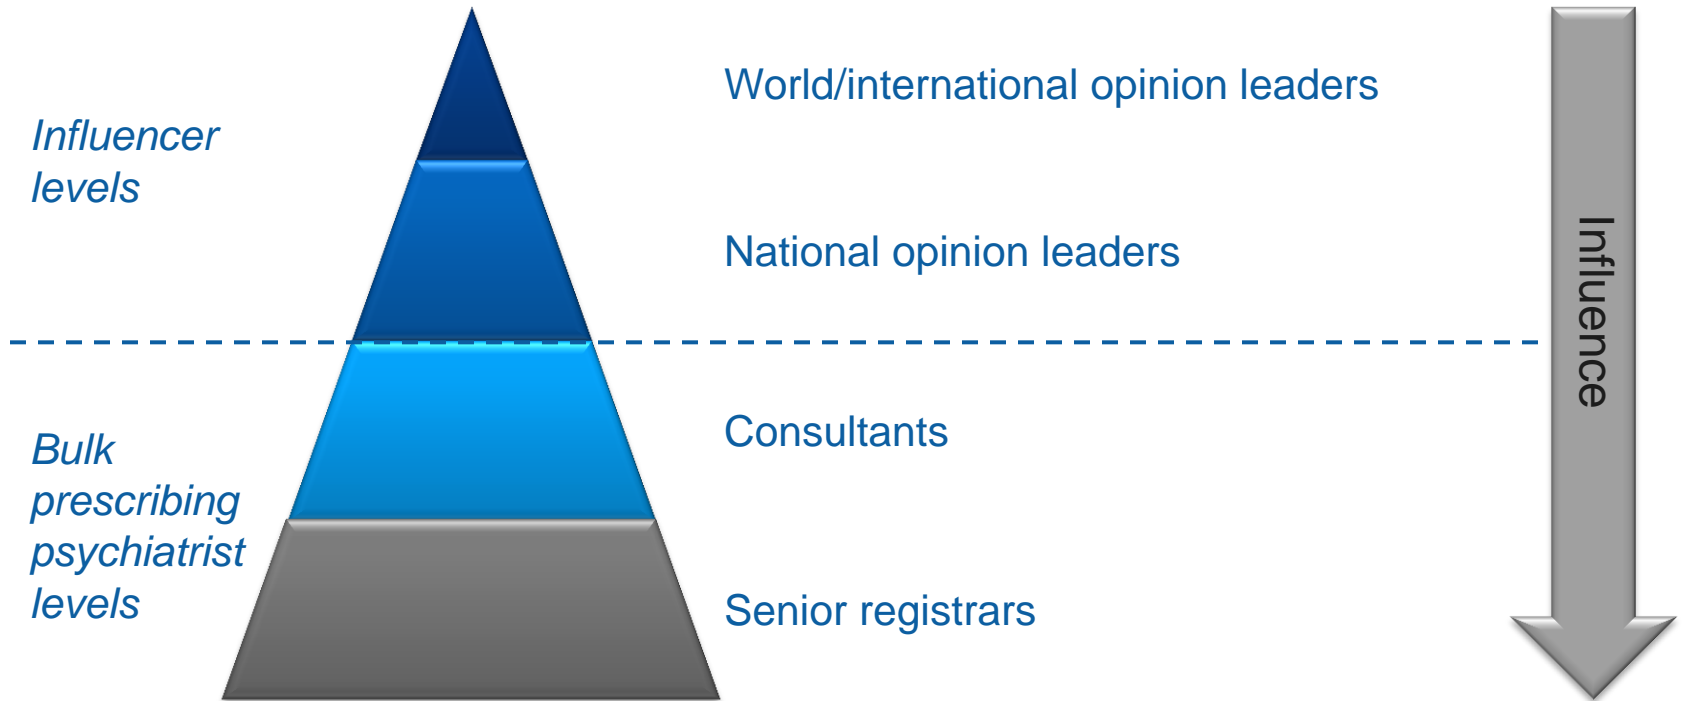 World/international opinion leaders
Influencer
levels
National opinion leaders
Influence
Consultants
Bulk
prescribing
psychiatrist
levels
Senior registrars